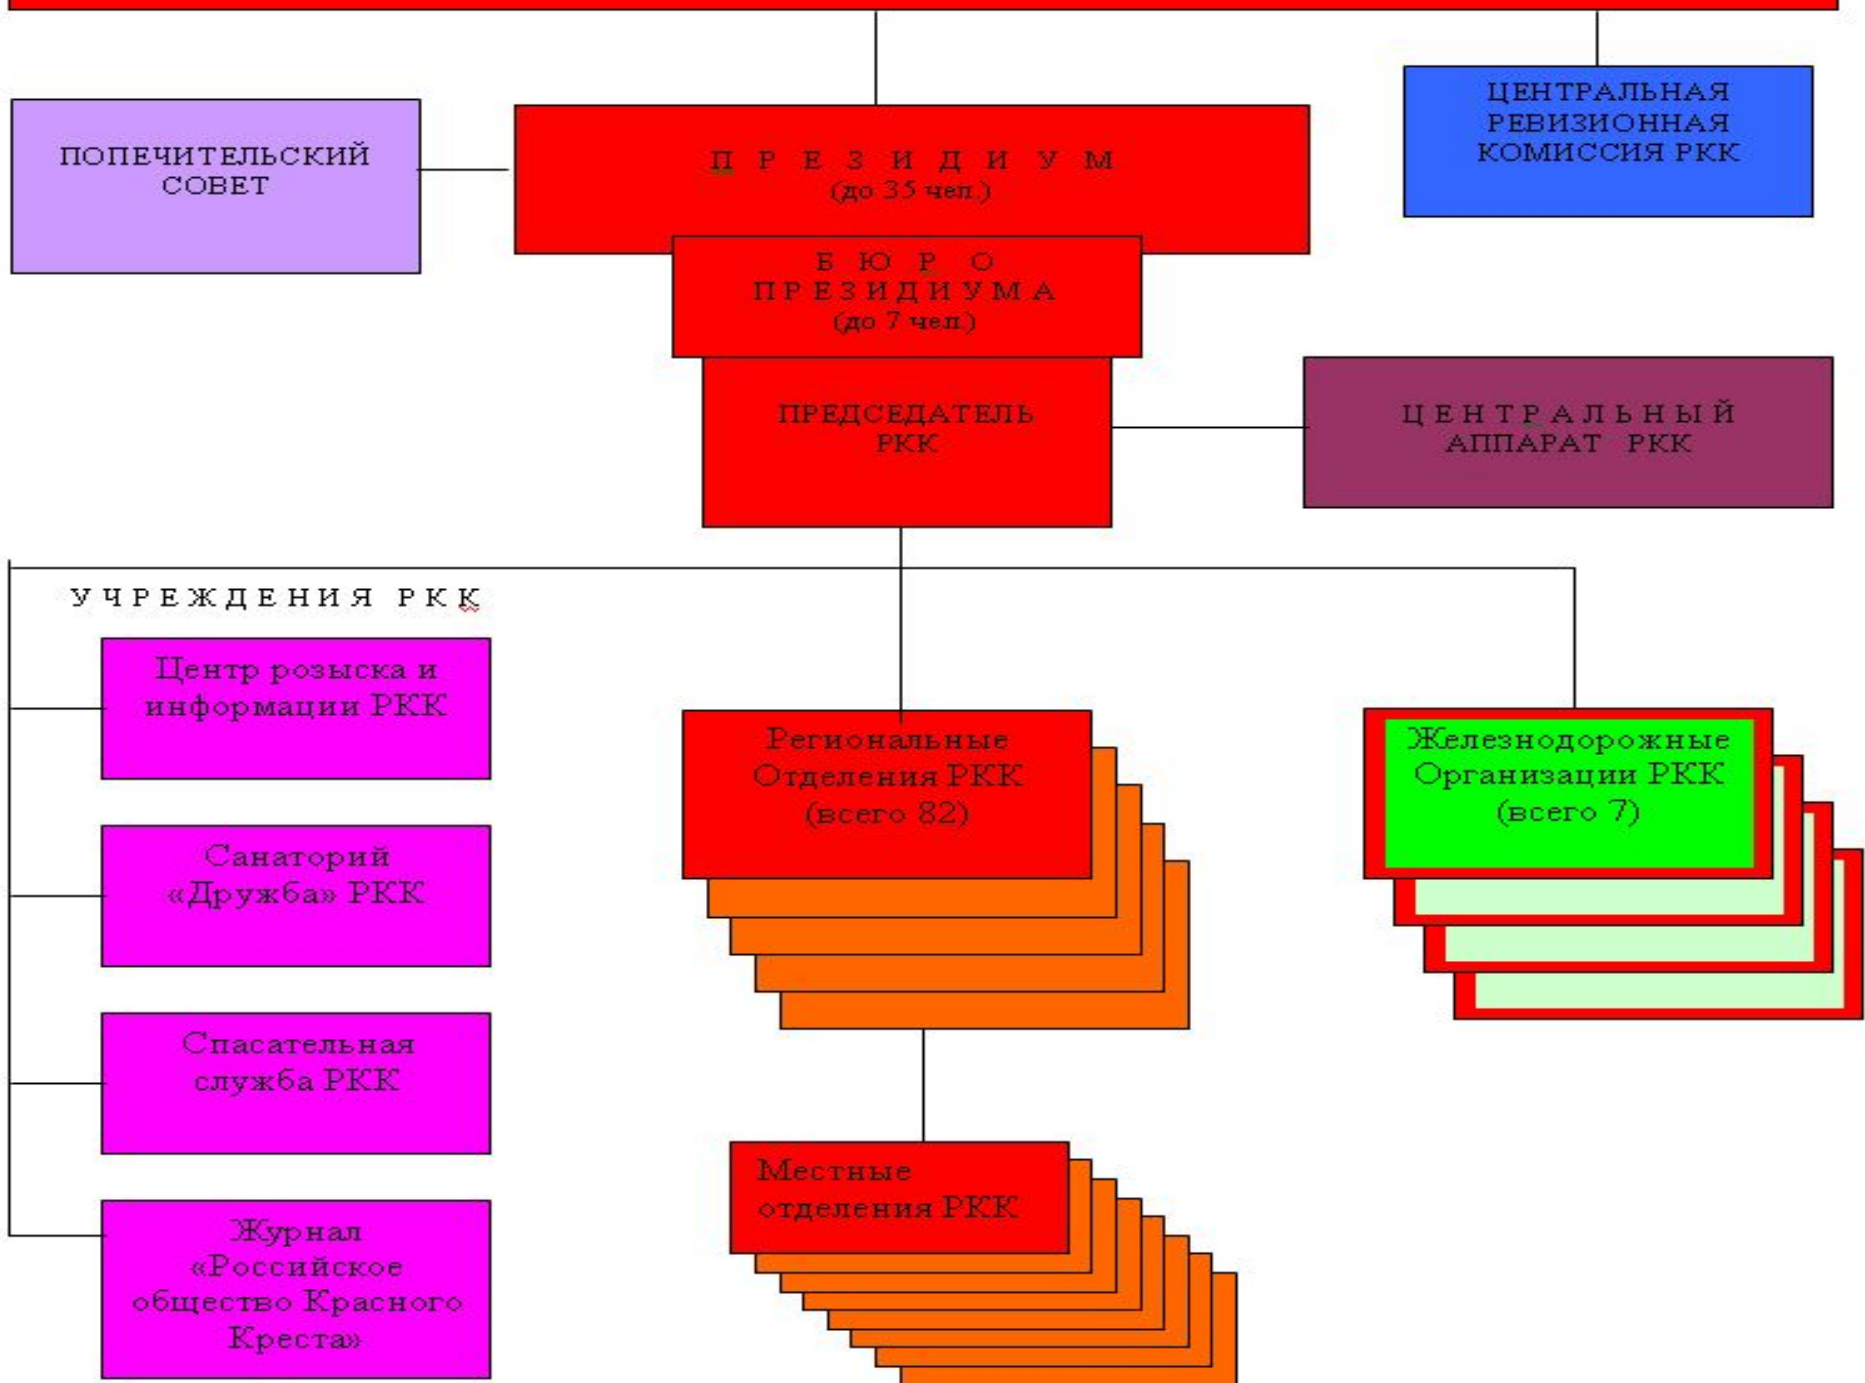 ПОПЕЧИТЕЛЬСКИЙ
СОВЕТ
П Р Е З И Д И У М
(до 35 чел.)
ЦЕНТРАЛЬНАЯ
РЕВИЗИОННАЯ
КОМИССИЯ РКК
Б Ю Р О
П Р Е З И Д И У М А
(до 7 чел.)
ПРЕДСЕДАТЕЛЬ
РКК
Ц Е Н Т Р А Л Ь Н Ы Й
АППАРАТ РКК
У Ч Р Е Ж Д Е Н И Я Р К К
Центр розыска и
информации РКК
Санаторий
«Дружба» РКК
Спасательная
служба РКК
Журнал
«Российское
общество Красного
Креста»
Региональные
Отделения РКК
(всего 82)
Местные
отделения РКК
Железнодорожные
Организации РКК
(всего 7)